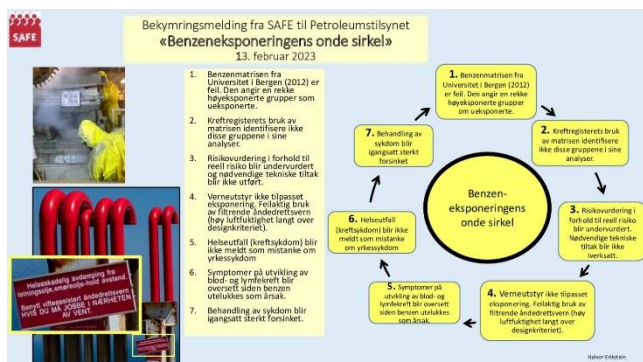 Bekymringsmelding fra SAFE til Petroleumstilsynet
«Benzeneksponeringens onde sirkel»
13. februar 2023
SAFE
1. Benzenmatrisen fra
Universitet i Bergen (2012) er
feil. Den angir en rekke
høyeksponerte grupper som
ueksponerte.
2. Kreftregisterets bruk av
matrisen identifisere ikke
disse gruppene i sine
analyser.
3. Risikovurdering i forhold til
reell risiko blir undervurdert
og nødvendige tekniske tiltak
blir ikke utført.
4. Verneutstyr ikke tilpasset
eksponering. Feilaktig bruk av
filtrende åndedrettsvern (høy
luftfuktighet langt over
designkriteriet).
5. Helseutfall (kreftsykdom) blir
ikke meldt som mistanke om
yrkessykdom
6. Symptomer på utvikling av
blod- og lymfekreft blir
oversett siden benzen
utelukkes som årsak.
7. Behandling av sykdom blir
igangsatt sterkt forsinket.
Helseskadelig avdamping fra
tetningsolje,smøreolje-hold avstand.
Benytt vifteassistert åndedrettsvern
HVIS DU MÅ JOBBE I NÆRHETEN
AV VENT.
1. Benzenmatrisen fra
Universitet i Bergen (2012) er
feil. Den angir en rekke
høyeksponerte grupper
om ueksponerte.
2. Kreftregisterets bruk av
matrisen identifisere ikke
disse gruppene i sine
analyser.
3. Risikovurdering i
forhold til reell risiko blir
undervurdert.
Nødvendige tekniske
tiltak blir ikke
iverksatt.
4. Verneutstyr ikke tilpasset
eksponering. Feilaktig bruk av
filtrende åndedrettsvern (høy
luftfuktighet langt over
designkriteriet).
5. Symptomer på
utvikling av blod- og
lymfekreft blir oversett
siden benzen utelukkes
som årsak.
6. Helseutfall
(kreftsykdom) blir ikke
meldt som mistanke om
yrkessykdom
7. Behandling av
sykdom blir
igangsatt sterkt
forsinket
Benzen-
eksponeringens
onde sirkel
Halvor Erikstein